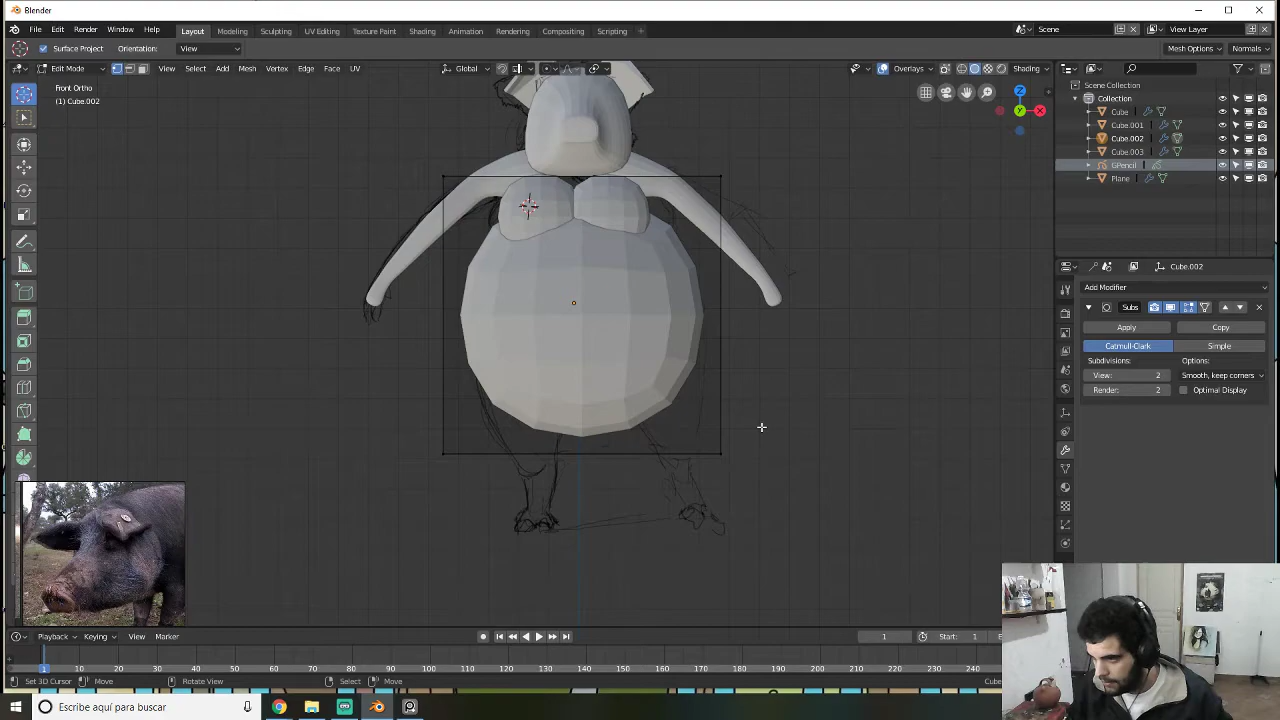 Blender
File Edit Render Window Help Layout Modeling Sculpting UV Editing Texture Paint Shading Animation Rendering Compositing Scripting Scene View Layer
Surface Project Orientation: View Mesh Options Normals
Edit Mode View Select Add Mesh Vertex Edge Face UV Global Overlays Shading
Front Ortho
(1) Cube.002
Scene Collection
Collection
Cube
Cube.001
Cube.002
Cube.003
GPencil
Plane
Cube.002
Add Modifier
Subs
Apply Copy
Catmull-Clark Simple
Subdivisions: Options:
View: 2 Smooth, keep corners
Render: 2 Optimal Display
Playback Keying View Marker 1 Start: 1
1 10 20 30 40 50 60 70 80 90 100 110 120 130 140 150 160 170 180 190
Set 3D Cursor Move Rotate View Select Move
Escribe aquí para buscar